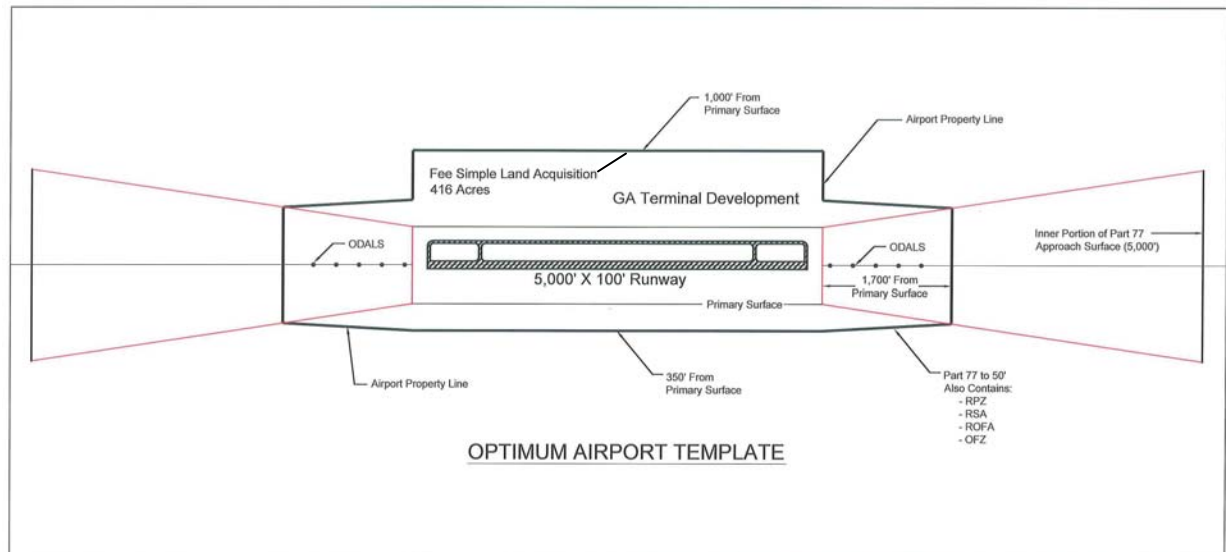 1,000' From
Primary Surface
Airport Property Line
Fee Simple Land Acquisition
416 Acres
GA Terminal Development
ODALS
ODALS
Inner Portion of Part 77
Approach Surface (5,000')
5,000' X 100' Runway
1,700' From
Primary Surface
Primary Surface
Airport Property Line
350' From
Primary Surface
Part 77 to 50'
Also Contains:
- RPZ
- RSA
- ROFA
- OFZ
OPTIMUM AIRPORT TEMPLATE